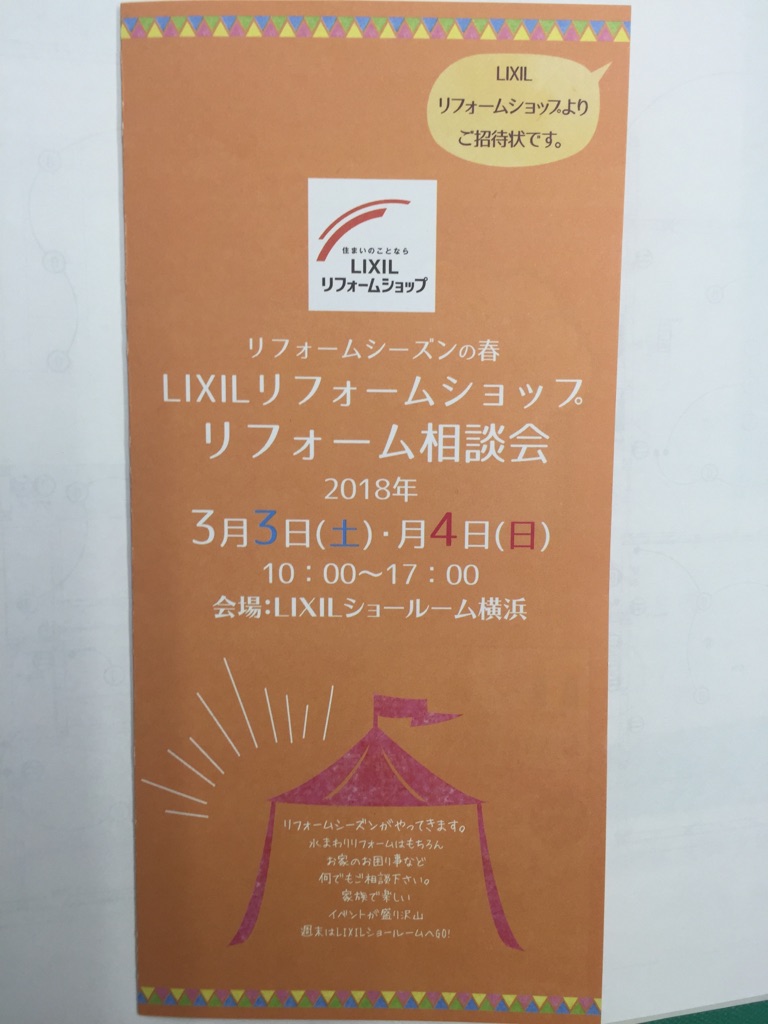 LIXIL
リフォームショップより
ご招待状です。
住まいのことなら
LIXIL
リフォームショップ
リフォームシーズンの春
LIXILリフォームショップ
リフォーム相談会
2018年
3月3日(土)・月4日(日)
10：00〜17：00
会場：LIXILショールーム横浜
リフォームシーズンがやってきます。
水まわりリフォームはもちろん
お家のお困り事など
何でもご相談下さい。
家族で楽しい
イベントが盛り沢山
週末はLIXILショールームへGO!